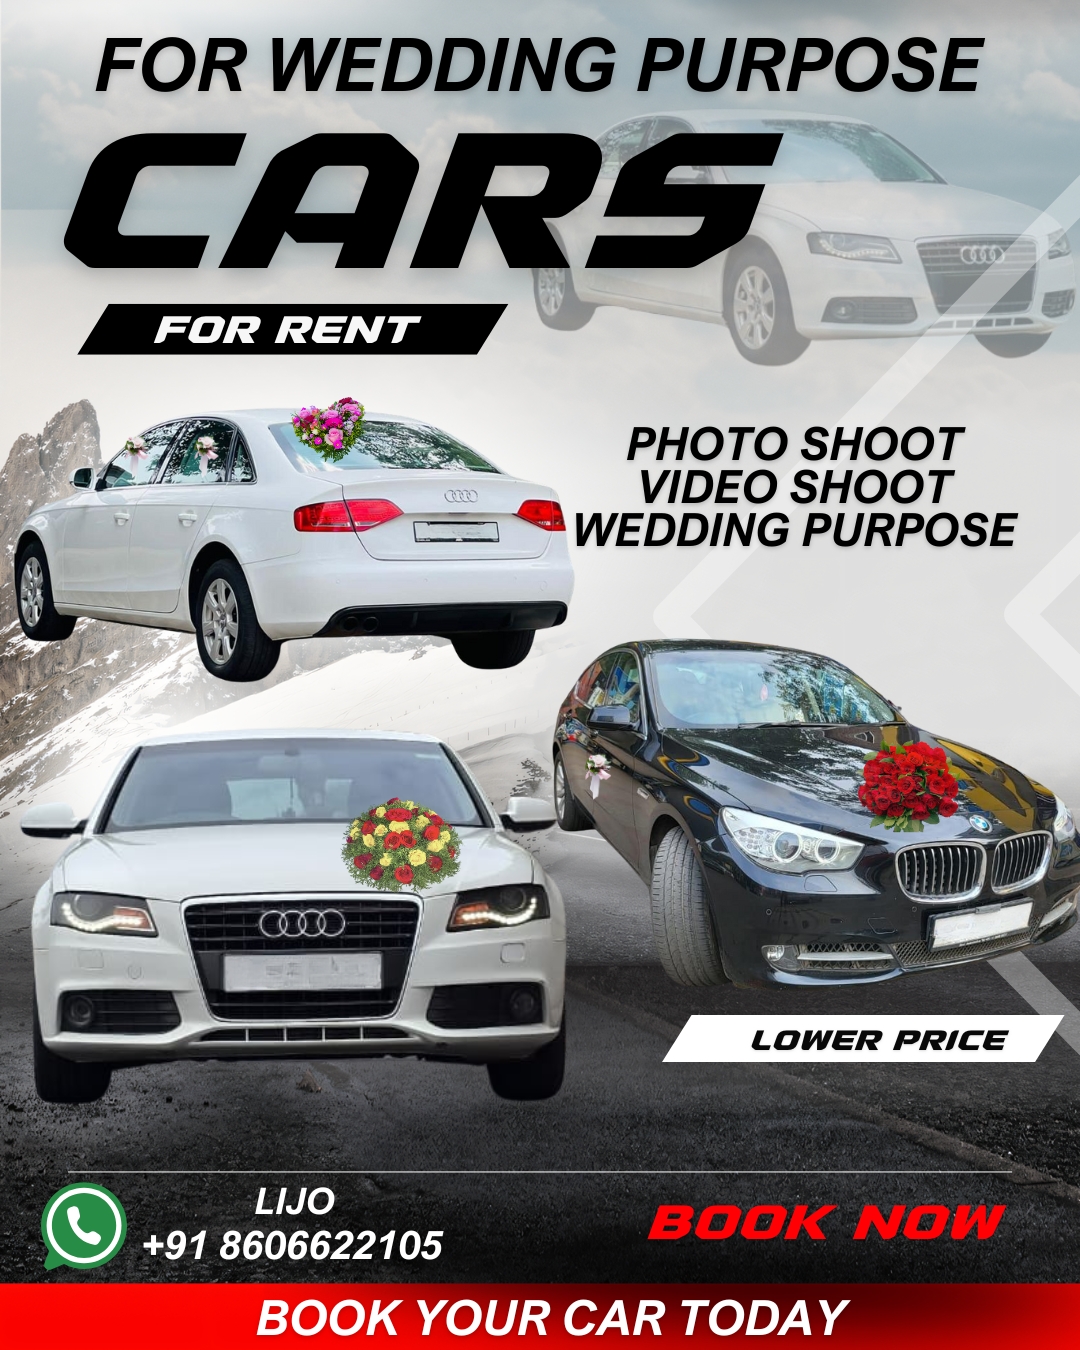 FOR WEDDING PURPOSE
CARS
FOR RENT
PHOTO SHOOT
VIDEO SHOOT
WEDDING PURPOSE
LOWER PRICE
LIJO
+91 8606622105
BOOK NOW
BOOK YOUR CAR TODAY